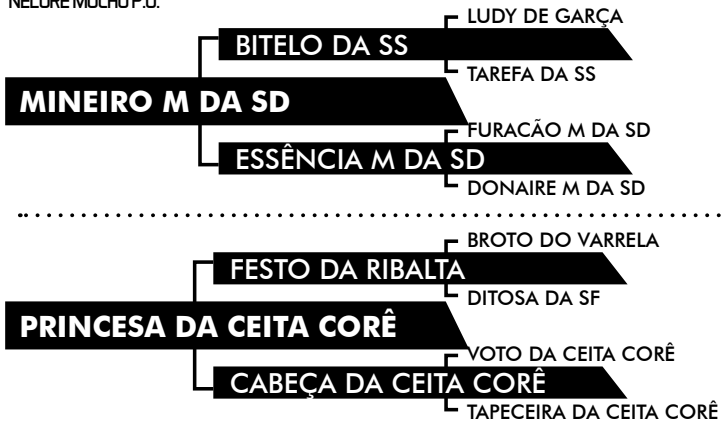 NELORE MOCHO P.O.
LUDY DE GARÇA
BITELO DA SS
TAREFA DA SS
MINEIRO M DA SD
FURACÃO M DA SD
ESSÊNCIA M DA SD
DONAIRE M DA SD
BROTO DO VARRELA
FESTO DA RIBALTA
DITOSA DA SF
PRINCESA DA CEITA CORÊ
VOTO DA CEITA CORÊ
CABEÇA DA CEITA CORÊ
TAPECEIRA DA CEITA CORÊ